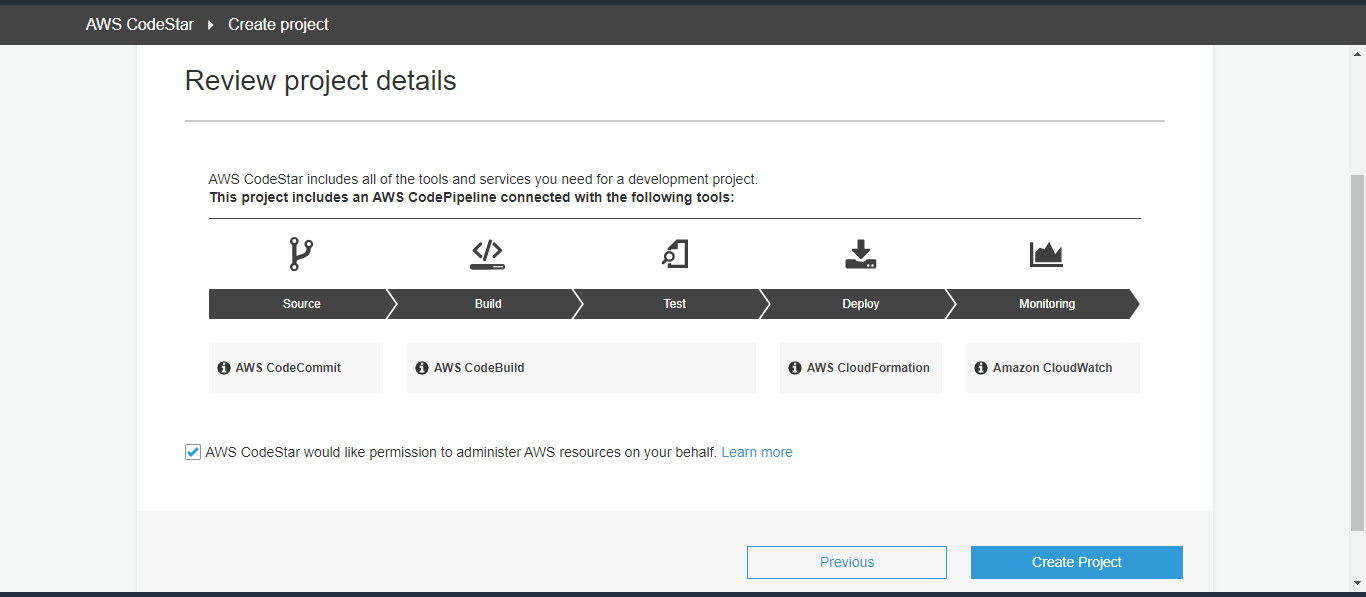 AWS CodeStar Create project
Review project details
AWS CodeStar includes all of the tools and services you need for a development project.
This project includes an AWS CodePipeline connected with the following tools:
Source Build Test Deploy Monitoring
AWS CodeCommit AWS CodeBuild AWS CloudFormation Amazon CloudWatch
AWS CodeStar would like permission to administer AWS resources on your behalf. Learn more
Previous Create Project